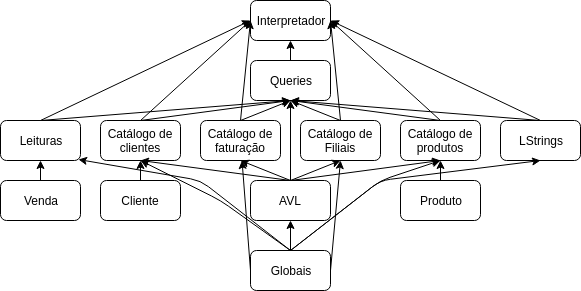 Interpretador
Queries
Leituras
Catálogo de
clientes
Catálogo de
faturação
Catálogo de
Filiais
Catálogo de
produtos
LStrings
Venda
Cliente
AVL
Produto
Globais